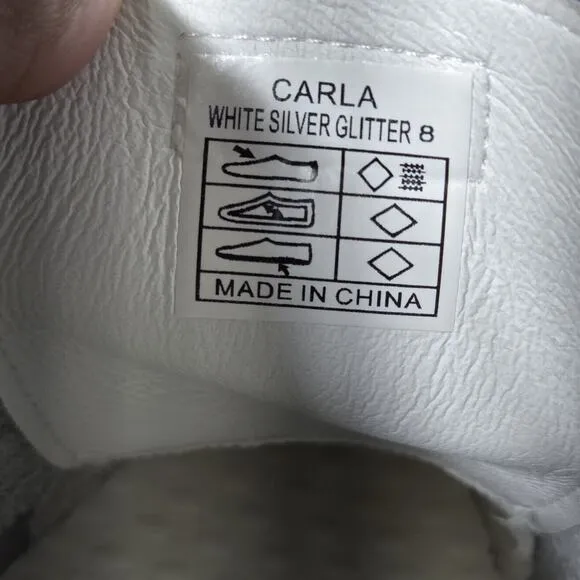 CARLA
WHITE SILVER GLITTER 8
MADE IN CHINA